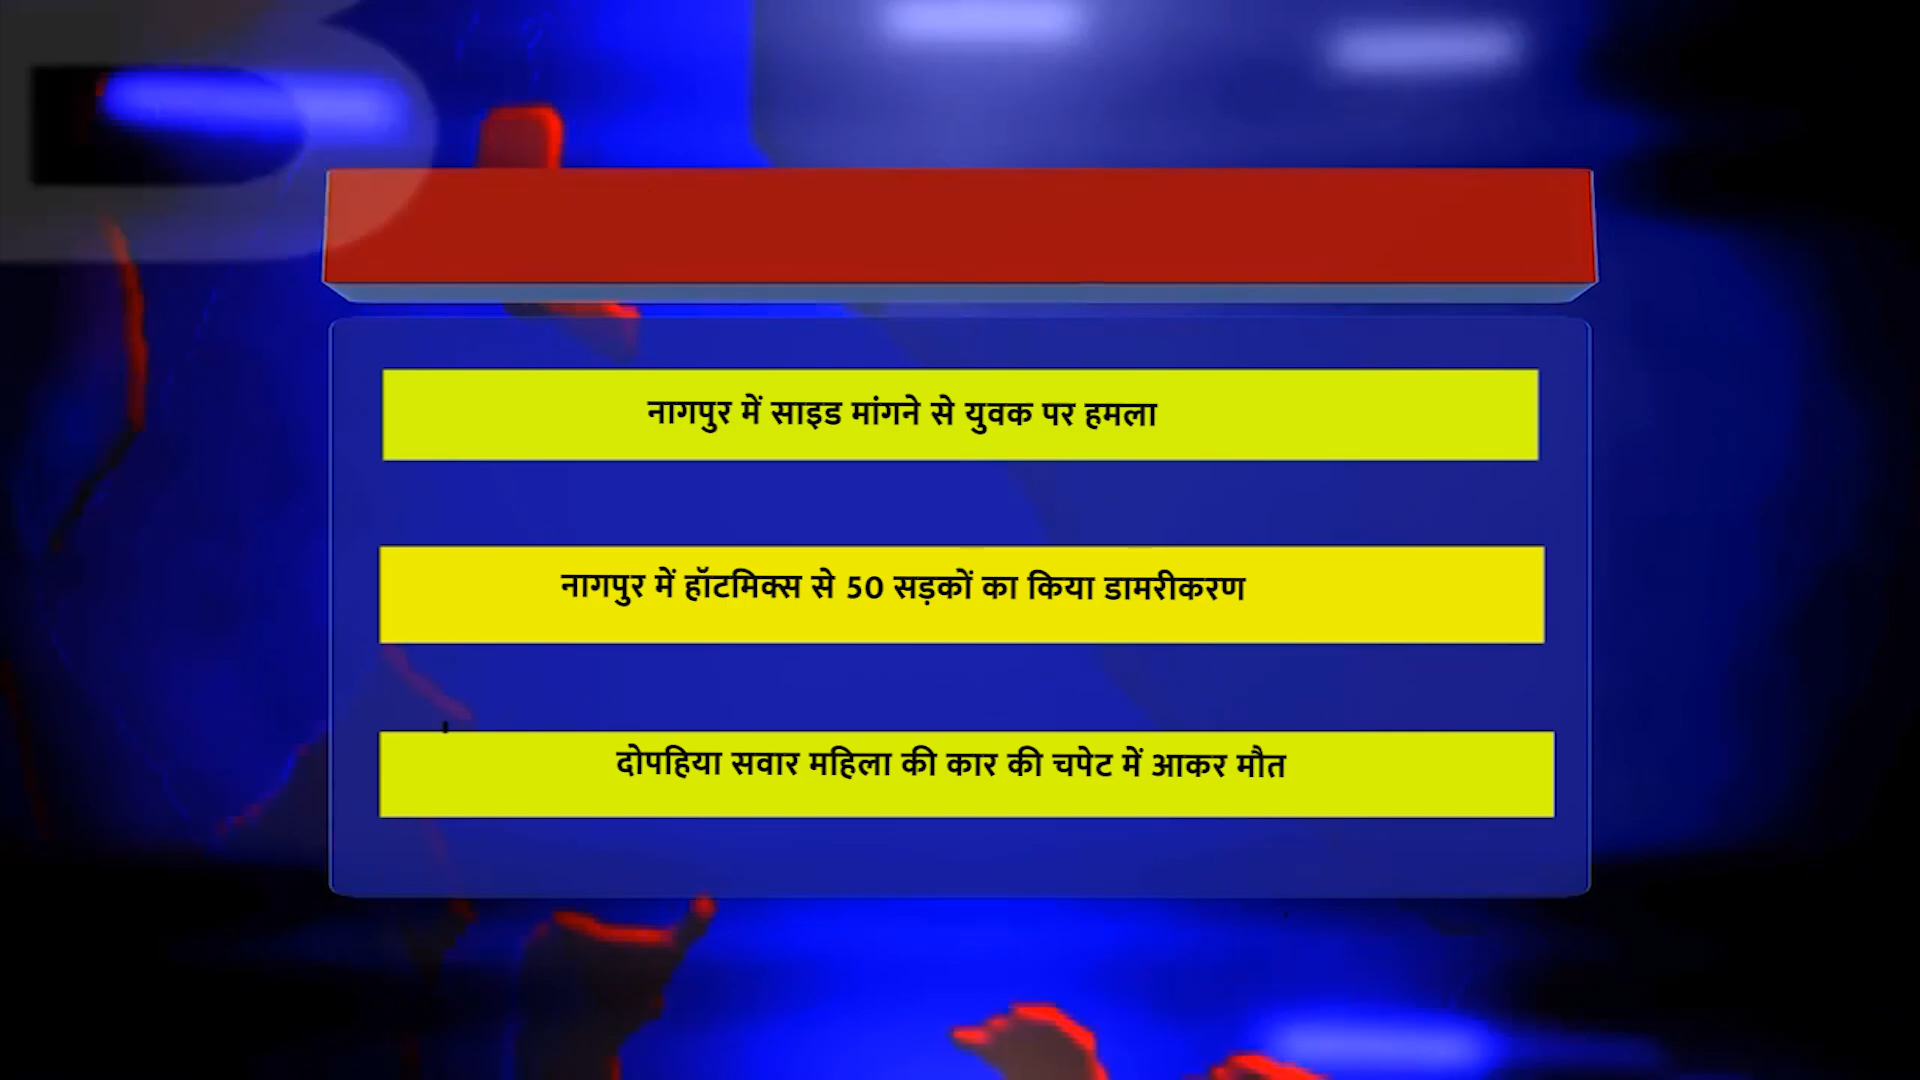 नागपुर में साइड मांगने से युवक पर हमला
नागपुर में हॉटमिक्स से 50 सड़कों का किया डामरीकरण
दोपहिया सवार महिला की कार की चपेट में आकर मौत